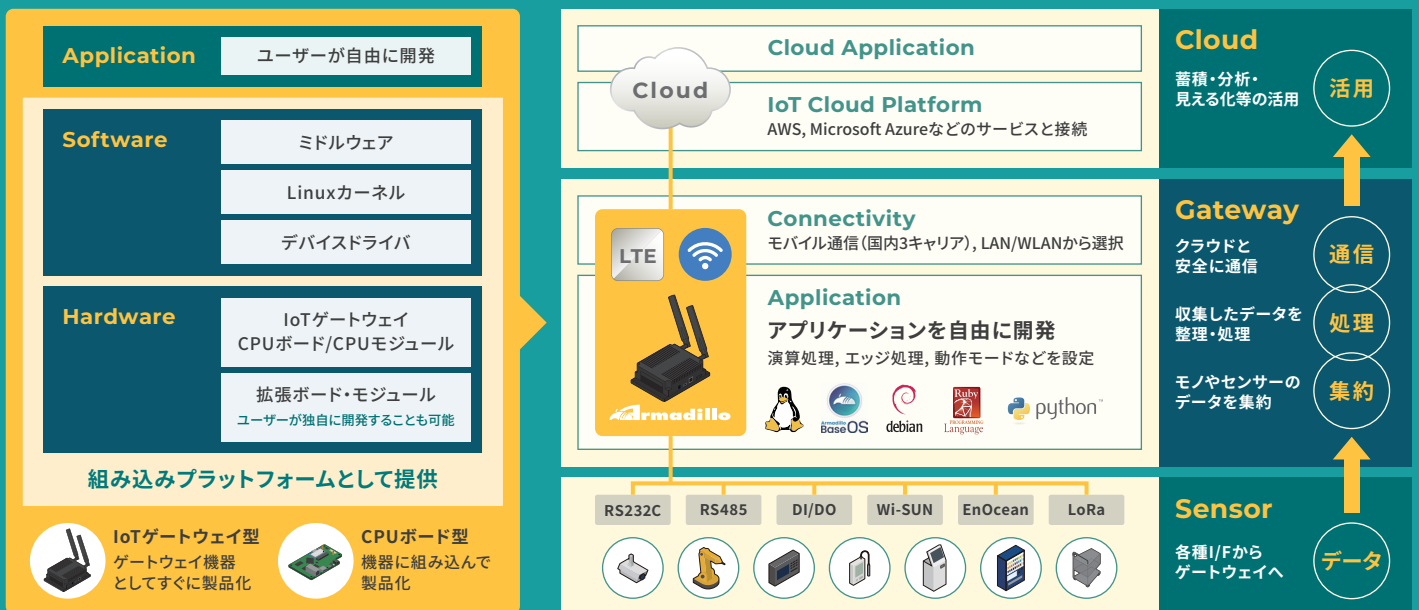 Application
ユーザーが自由に開発
Software
ミドルウェア
Linuxカーネル
デバイスドライバ
Hardware
IoTゲートウェイ
CPUボード/CPUモジュール
拡張ボード・モジュール
ユーザーが独自に開発することも可能
組み込みプラットフォームとして提供
IoTゲートウェイ型
ゲートウェイ機器
としてすぐに製品化
CPUボード型
機器に組み込んで
製品化
Cloud
Cloud Application
IoT Cloud Platform
AWS, Microsoft Azureなどのサービスと接続
LTE
Armadillo
Connectivity
モバイル通信（国内3キャリア）, LAN/WLANから選択
Application
アプリケーションを自由に開発
演算処理, エッジ処理, 動作モードなどを設定
Armadillo
BaseOS
debian
Ruby
PROGRAMMING
Language
python™
RS232C
RS485
DI/DO
Wi-SUN
EnOcean
LoRa
Cloud
蓄積・分析・
見える化等の活用
活用
Gateway
クラウドと
安全に通信
通信
収集したデータを
整理・処理
処理
モノやセンサーの
データを集約
集約
Sensor
各種I/Fから
ゲートウェイへ
データ